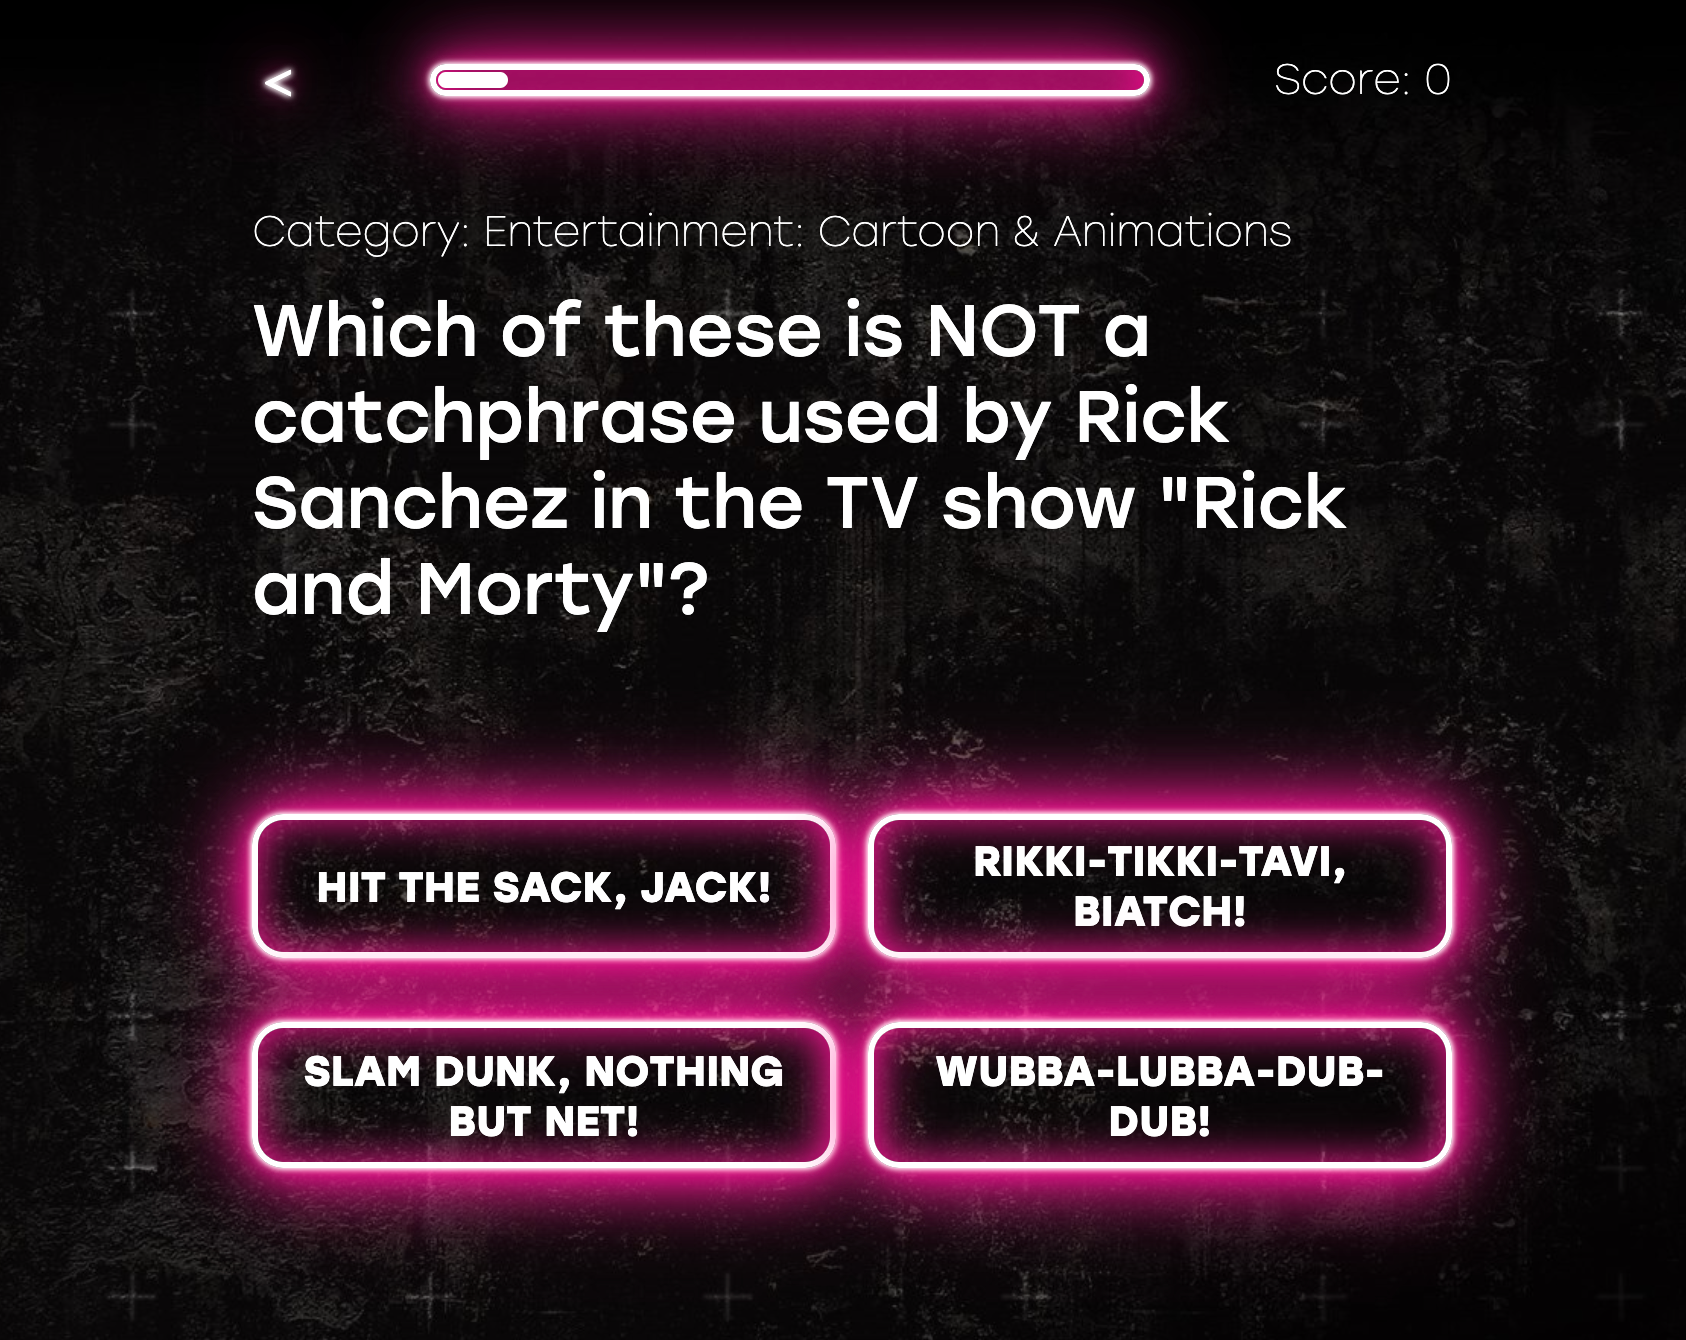 <
Score: 0
Category: Entertainment: Cartoon & Animations
Which of these is NOT a
catchphrase used by Rick
Sanchez in the TV show "Rick
and Morty"?
HIT THE SACK, JACK!
RIKKI-TIKKI-TAVI,
BIATCH!
SLAM DUNK, NOTHING
BUT NET!
WUBBA-LUBBA-DUB-
DUB!